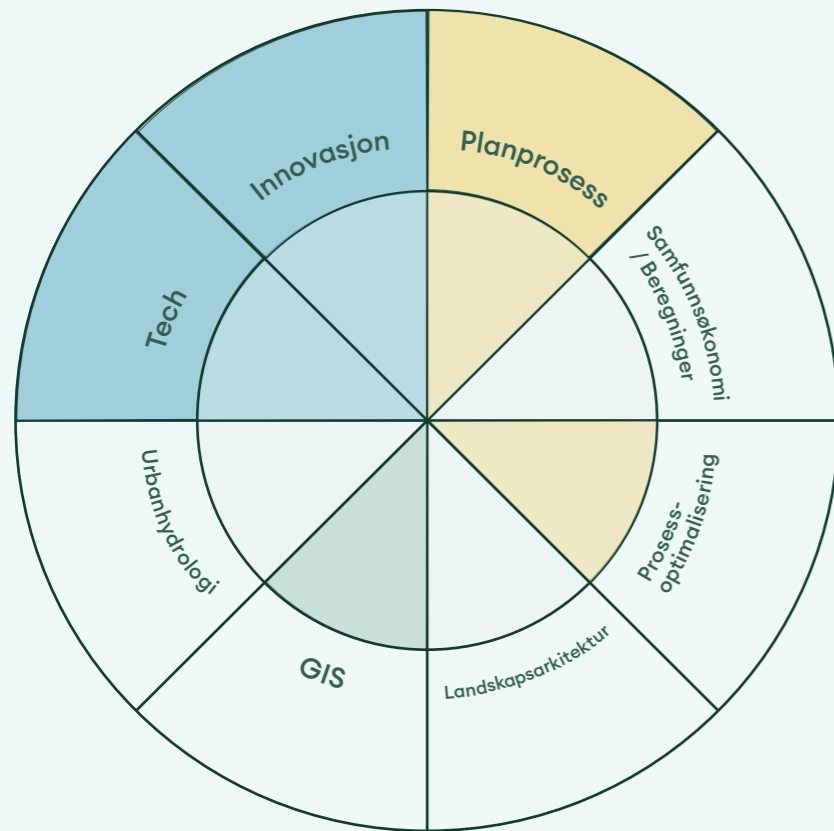 Innovasjon
Planprosess
Samfunnsøkonomi
/ Beregninger
Tech
Prosess-
optimalisering
Urbanhydrologi
Landskapsarkitektur
GIS